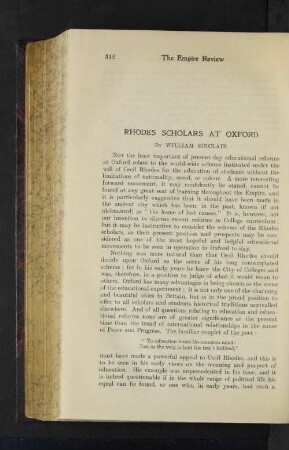 312 The Empire Review
RHODES SCHOLARS AT OXFORD
BY WILLIAM SINCLAIR
NOT the least important of present-day educational reforms
at Oxford relate to the world-wide scheme instituted under the
will of Cecil Rhodes for the education of students without the
limitations of nationality, creed, or colour. A more interesting
forward movement, it may confidently be stated, cannot be
found at any great seat of learning throughout the Empire, and
it is particularly suggestive that it should have been made in
the ancient city which has been, in the past, known if not
nicknamed as "the home of lost causes." It is, however, not
our intention to discuss recent reforms in College curriculum;
but it may be instructive to consider the scheme of the Rhodes
scholars, as their present position and prospects may be con-
sidered as one of the most hopeful and helpful educational
movements to be seen in operation in Oxford to-day.
Nothing was more natural than that Cecil Rhodes should
decide upon Oxford as the scene of his long contemplated
scheme; for in his early years he knew the City of Colleges and
was, therefore, in a position to judge of what it would mean to
others. Oxford has many advantages in being chosen as the scene
of the educational experiment; it is not only one of the charming
and beautiful cities in Britain, but is in the proud position to
offer to all scholars and students historical traditions unrivalled
elsewhere. And of all questions relating to education and educa-
tional reforms none are of greater significance at the present
time than the trend of international relationships in the cause
of Peace and Progress. The familiar couplet of the poet:
"'Tis education forms the common mind:
Just as the twig is bent the tree's inclined,"
must have made a powerful appeal to Cecil Rhodes, and this is
to be seen in his early views on the meaning and purport of
education. His example was unprecedented in his time, and it
is indeed questionable if in the whole range of political life his
equal can be found, or one who, in early years, had such a